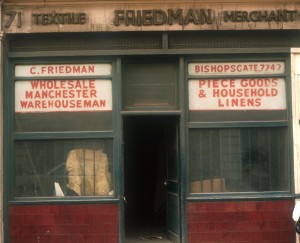 71 TEXTILE FRIEDMAN MERCHANT
C. FRIEDMAN
WHOLESALE
MANCHESTER
WAREHOUSEMAN
BISHOPSGATE 7742
PIECE GOODS
& HOUSEHOLD
LINENS